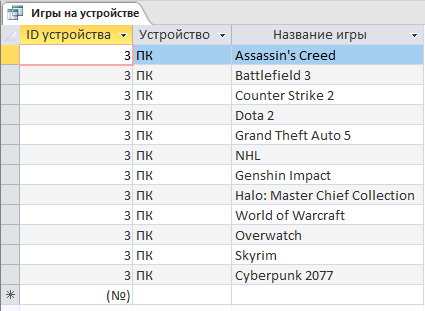 Игры на устройстве
ID устройства Устройство Название игры
3 ПК Assassin's Creed
3 ПК Battlefield 3
3 ПК Counter Strike 2
3 ПК Dota 2
3 ПК Grand Theft Auto 5
3 ПК NHL
3 ПК Genshin Impact
3 ПК Halo: Master Chief Collection
3 ПК World of Warcraft
3 ПК Overwatch
3 ПК Skyrim
3 ПК Cyberpunk 2077
(№)